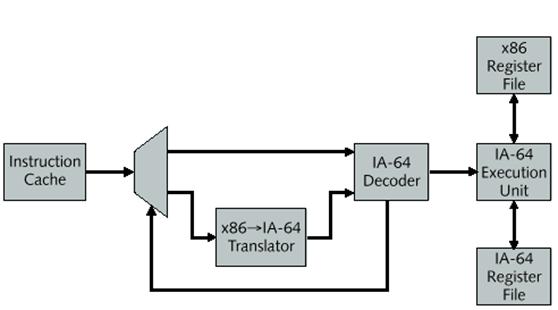 x86
Register
File
Instruction
Cache
IA-64
Decoder
IA-64
Execution
Unit
x86→IA-64
Translator
IA-64
Register
File